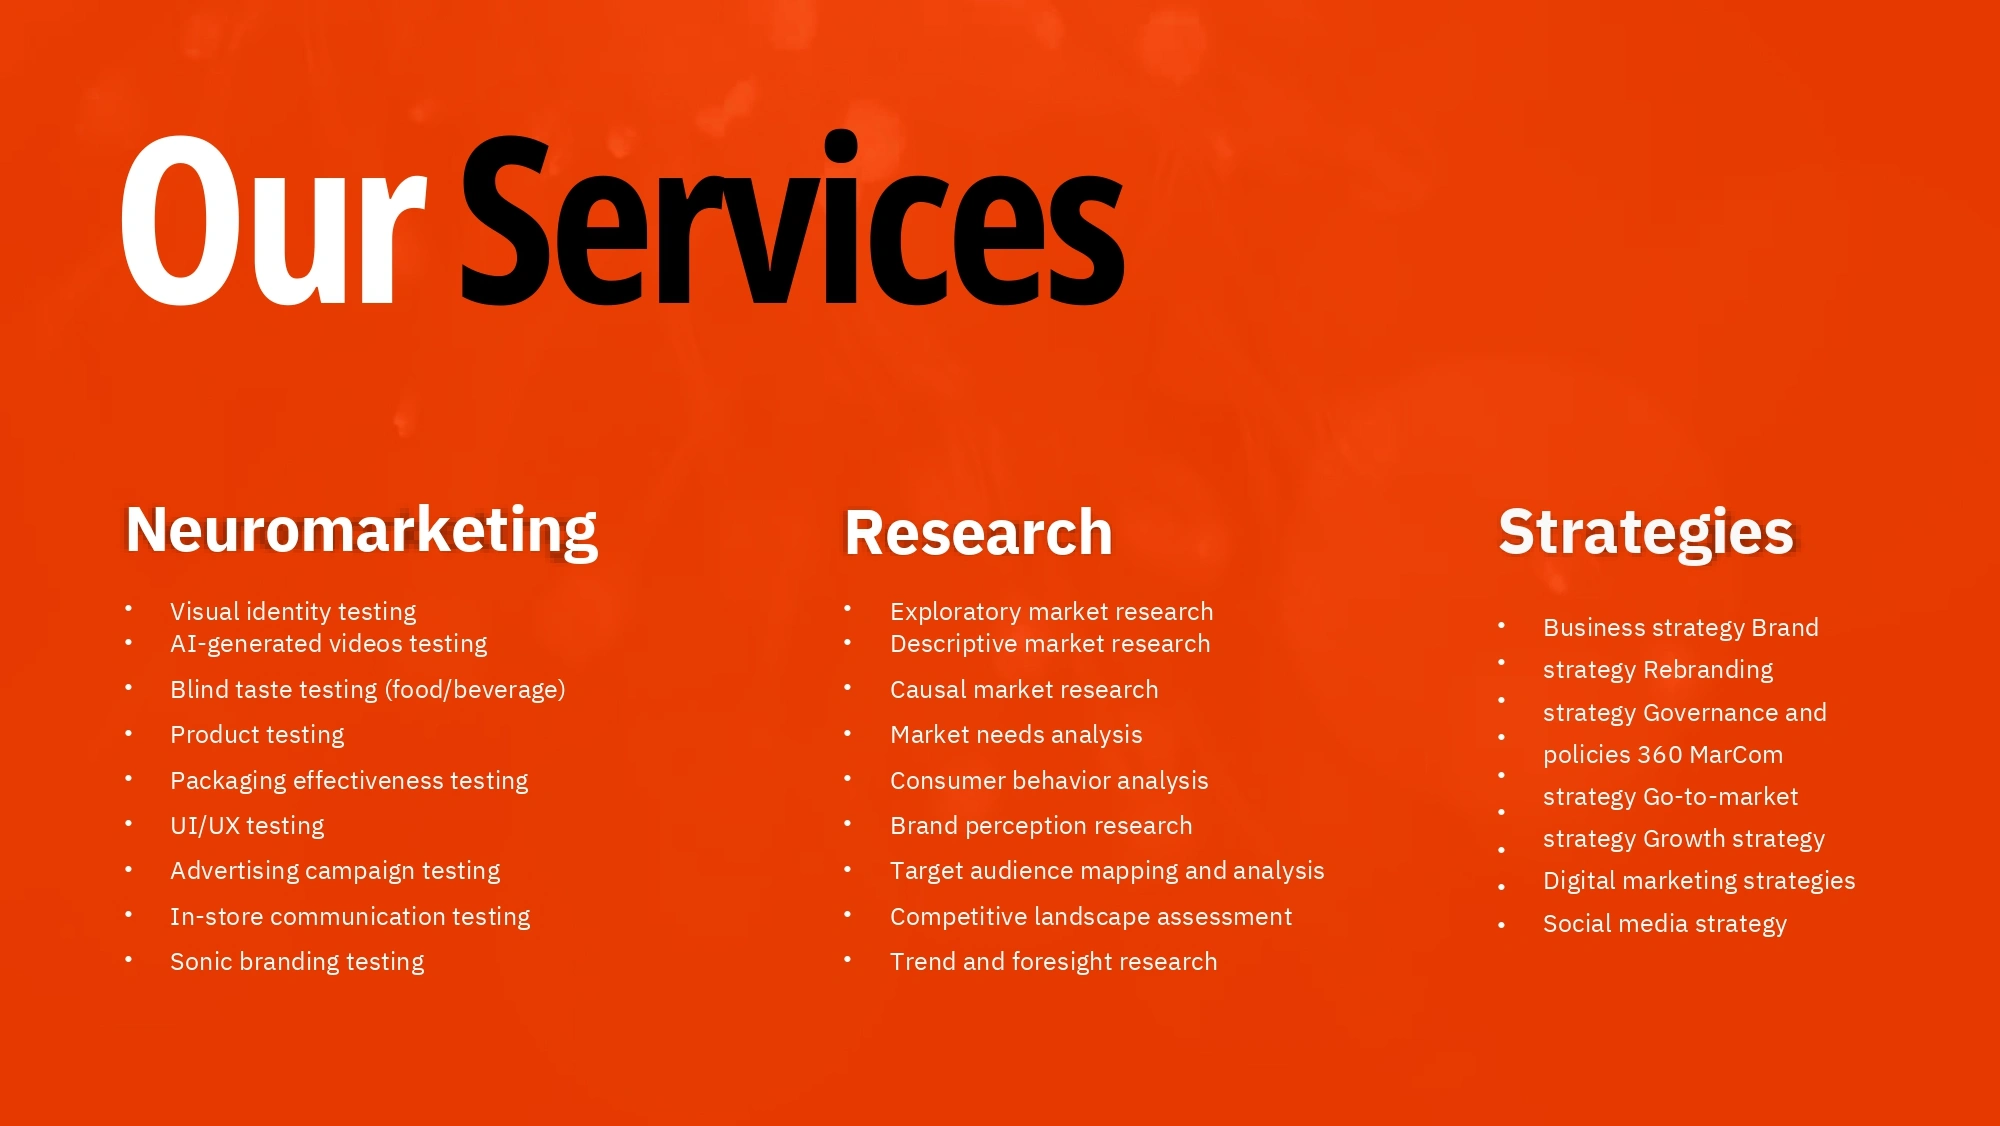 Our Services
Neuromarketing
• Visual identity testing
• AI-generated videos testing
• Blind taste testing (food/beverage)
• Product testing
• Packaging effectiveness testing
• UI/UX testing
• Advertising campaign testing
• In-store communication testing
• Sonic branding testing
Research
• Exploratory market research
• Descriptive market research
• Causal market research
• Market needs analysis
• Consumer behavior analysis
• Brand perception research
• Target audience mapping and analysis
• Competitive landscape assessment
• Trend and foresight research
Strategies
• Business strategy Brand
• strategy Rebranding
• strategy Governance and
• policies 360 MarCom
• strategy Go-to-market
• strategy Growth strategy
• Digital marketing strategies
• Social media strategy